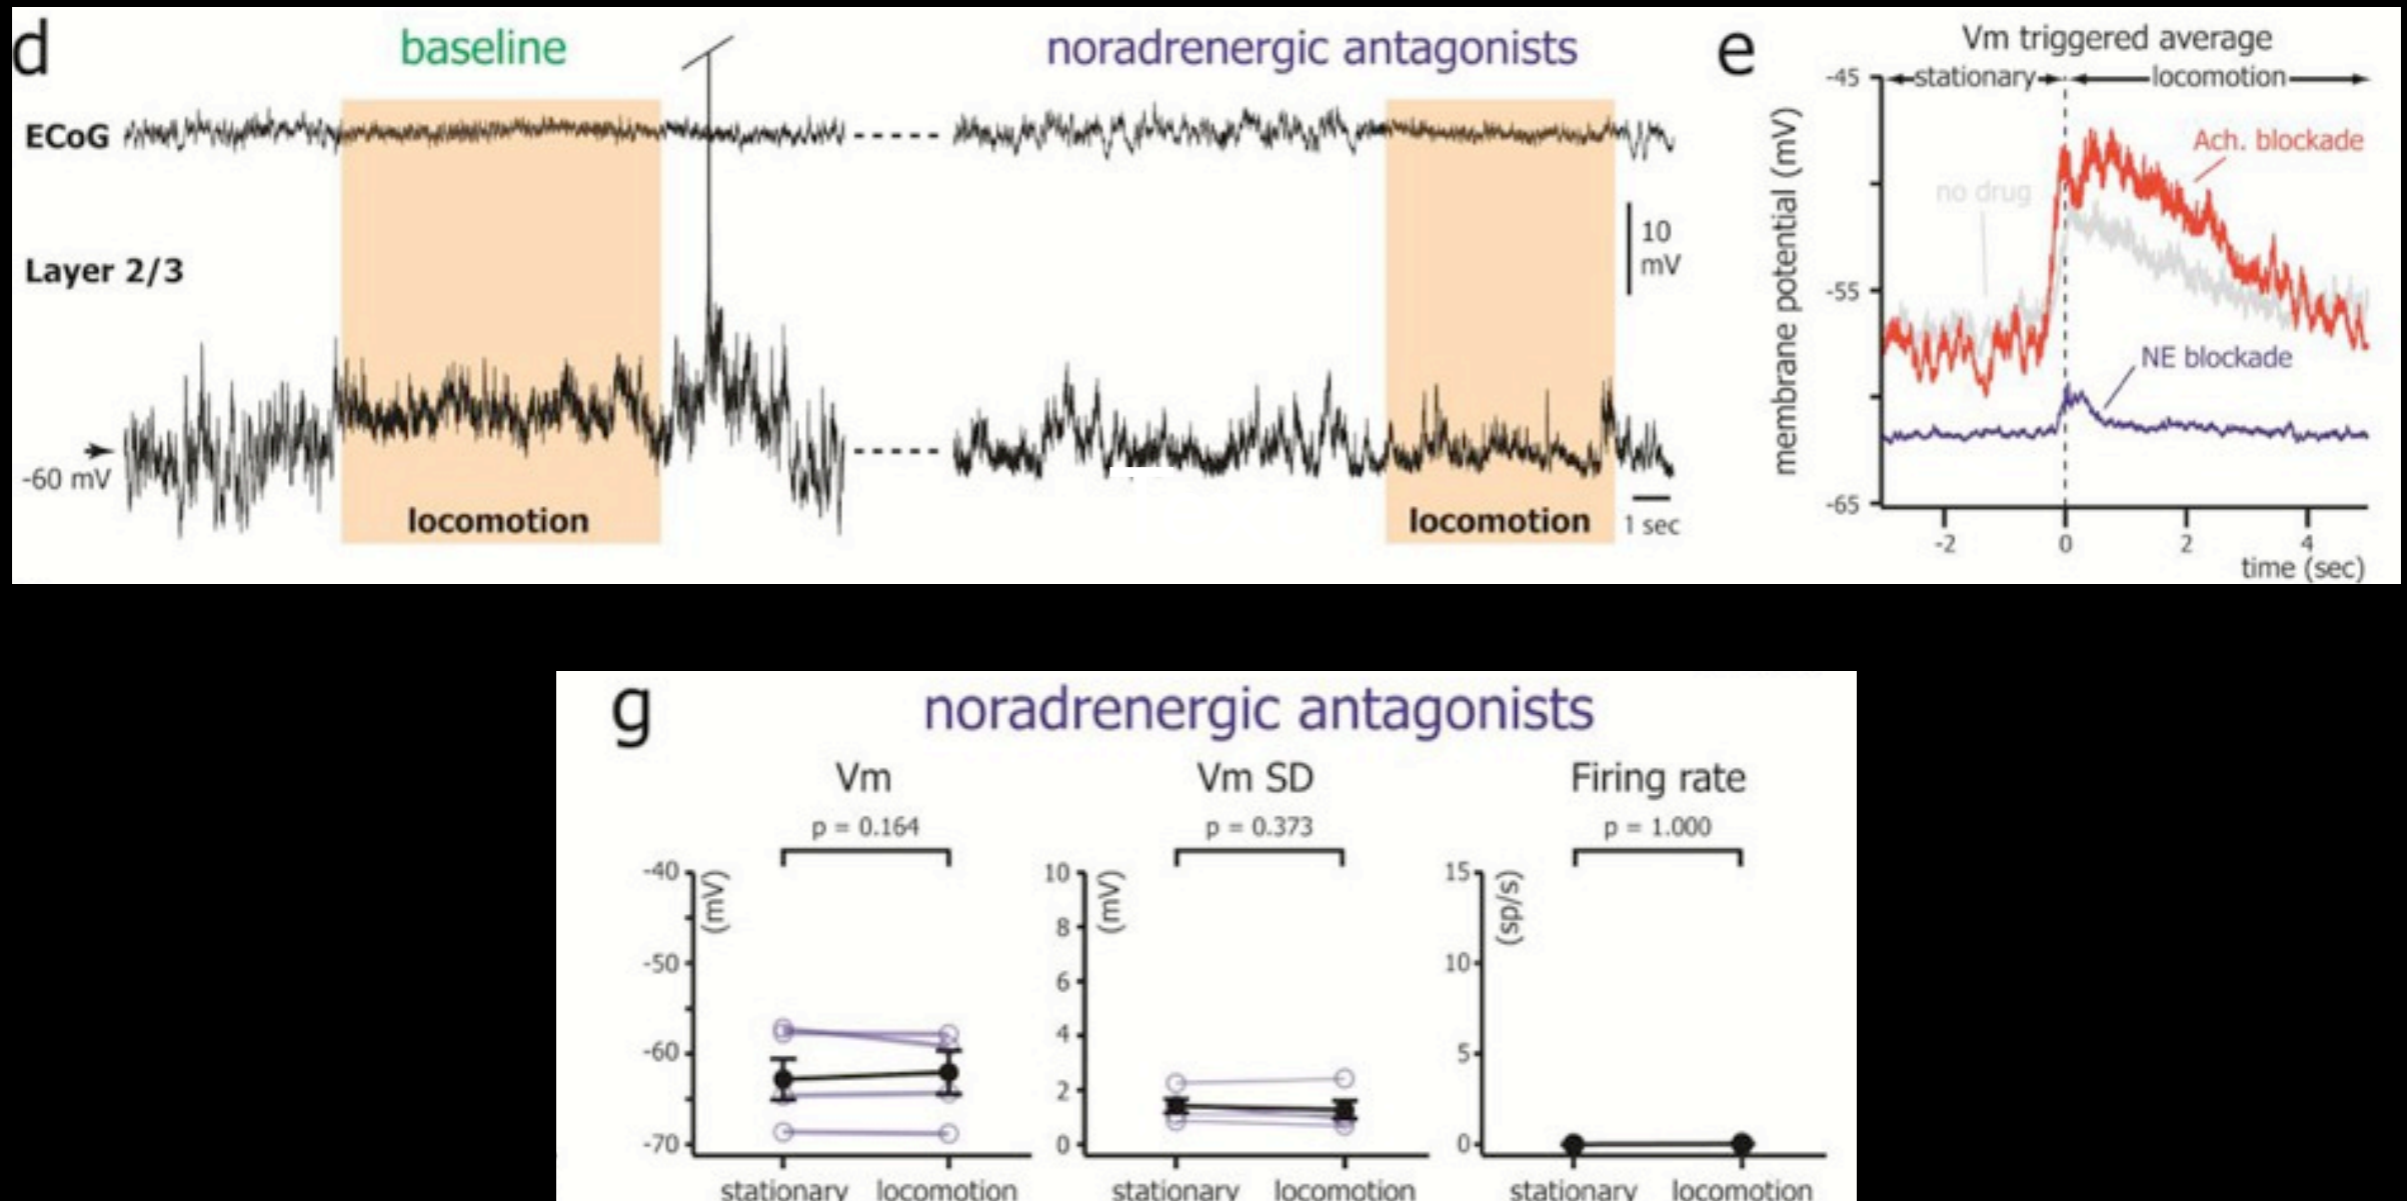 d
baseline
noradrenergic antagonists
ECoG
Layer 2/3
-60 mV
locomotion
locomotion
10
mV
1 sec
e
Vm triggered average
stationary
locomotion
membrane potential (mV)
-45
-55
-65
no drug
Ach. blockade
NE blockade
-2
0
2
4
time (sec)
g
noradrenergic antagonists
Vm
p = 0.164
(mV)
-40
-50
-60
-70
stationary locomotion
Vm SD
p = 0.373
(mV)
10
8
6
4
2
0
stationary locomotion
Firing rate
p = 1.000
(sp/s)
15
10
5
0
stationary locomotion